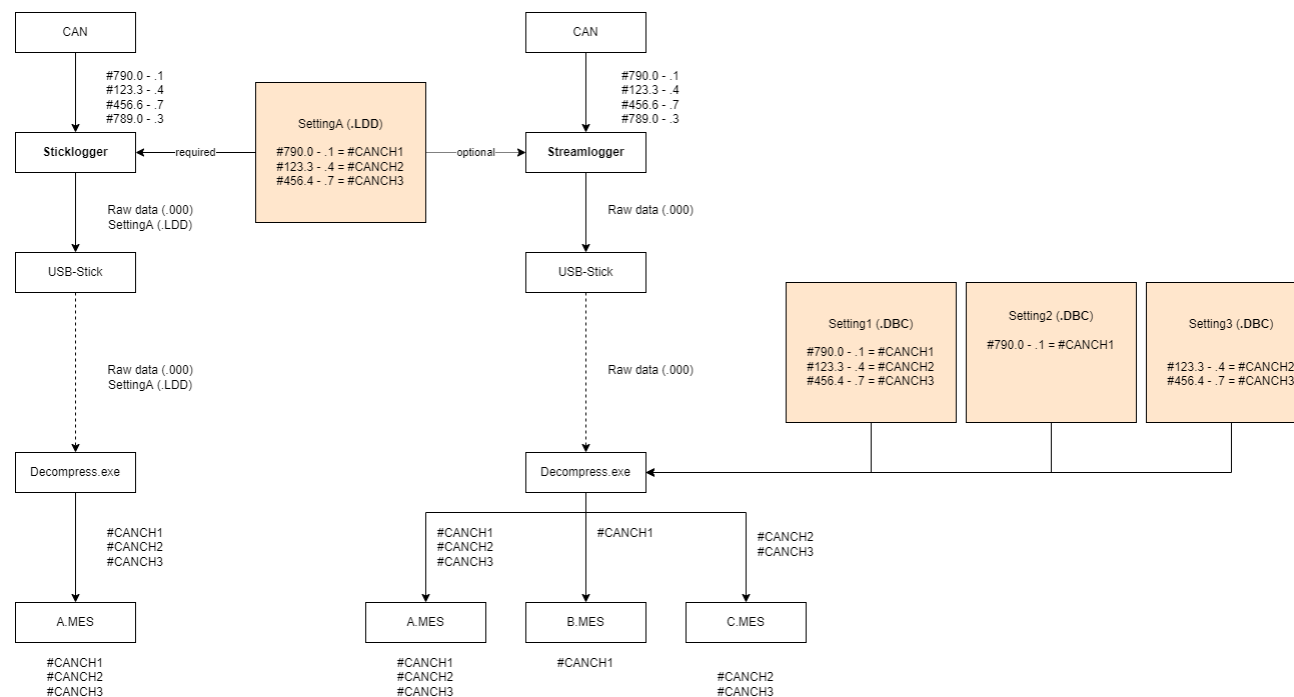 CAN
#790.0 - .1
#123.3 - .4
#456.6 - .7
#789.0 - .3
Sticklogger
required
SettingA (.LDD)
#790.0 - .1 = #CANCH1
#123.3 - .4 = #CANCH2
#456.4 - .7 = #CANCH3
optional
CAN
#790.0 - .1
#123.3 - .4
#456.6 - .7
#789.0 - .3
Streamlogger
Raw data (.000)
SettingA (.LDD)
USB-Stick
Raw data (.000)
SettingA (.LDD)
Decompress.exe
#CANCH1
#CANCH2
#CANCH3
A.MES
#CANCH1
#CANCH2
#CANCH3
Raw data (.000)
USB-Stick
Raw data (.000)
Setting1 (.DBC)
#790.0 - .1 = #CANCH1
#123.3 - .4 = #CANCH2
#456.4 - .7 = #CANCH3
Setting2 (.DBC)
#790.0 - .1 = #CANCH1
Setting3 (.DBC)
#123.3 - .4 = #CANCH2
#456.4 - .7 = #CANCH3
Decompress.exe
#CANCH1
#CANCH2
#CANCH3
#CANCH1
#CANCH2
#CANCH3
A.MES
#CANCH1
#CANCH2
#CANCH3
B.MES
#CANCH1
C.MES
#CANCH2
#CANCH3